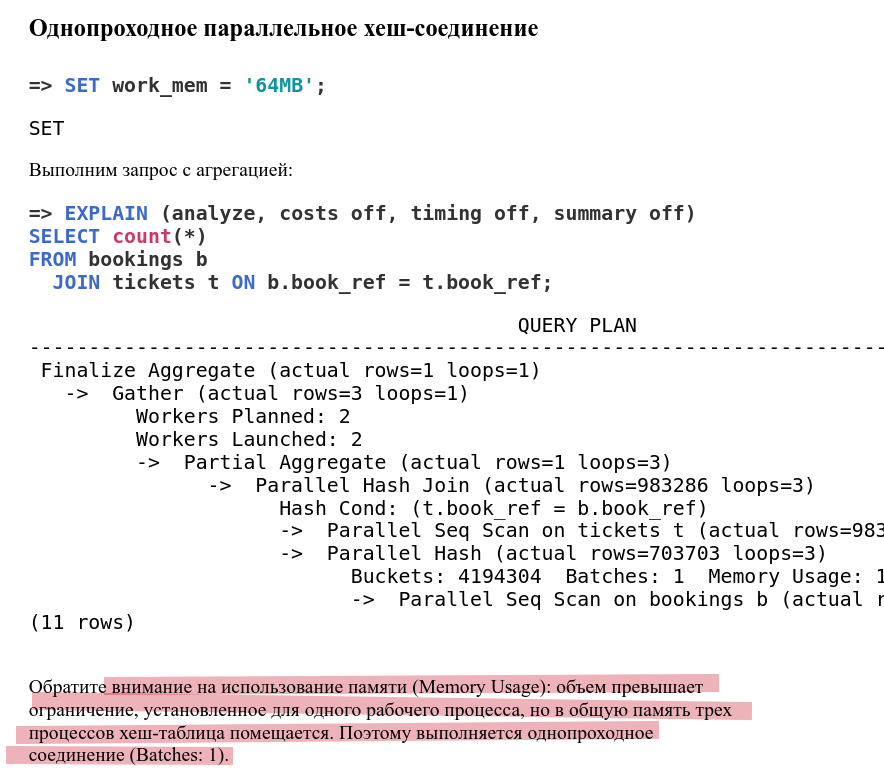 Однопроходное параллельное хеш-соединение
=> SET work_mem = '64MB';
SET
Выполним запрос с агрегацией:
=> EXPLAIN (analyze, costs off, timing off, summary off)
SELECT count(*)
FROM bookings b
  JOIN tickets t ON b.book_ref = t.book_ref;
QUERY PLAN
--------------------------------------------------------------------------------
 Finalize Aggregate (actual rows=1 loops=1)
   ->  Gather (actual rows=3 loops=1)
         Workers Planned: 2
         Workers Launched: 2
         ->  Partial Aggregate (actual rows=1 loops=3)
               ->  Parallel Hash Join (actual rows=983286 loops=3)
                     Hash Cond: (t.book_ref = b.book_ref)
                     ->  Parallel Seq Scan on tickets t (actual rows=983
                     ->  Parallel Hash (actual rows=703703 loops=3)
                           Buckets: 4194304  Batches: 1  Memory Usage: 1
                           ->  Parallel Seq Scan on bookings b (actual r
(11 rows)
Обратите внимание на использование памяти (Memory Usage): объем превышает
ограничение, установленное для одного рабочего процесса, но в общую память трех
процессов хеш-таблица помещается. Поэтому выполняется однопроходное
соединение (Batches: 1).